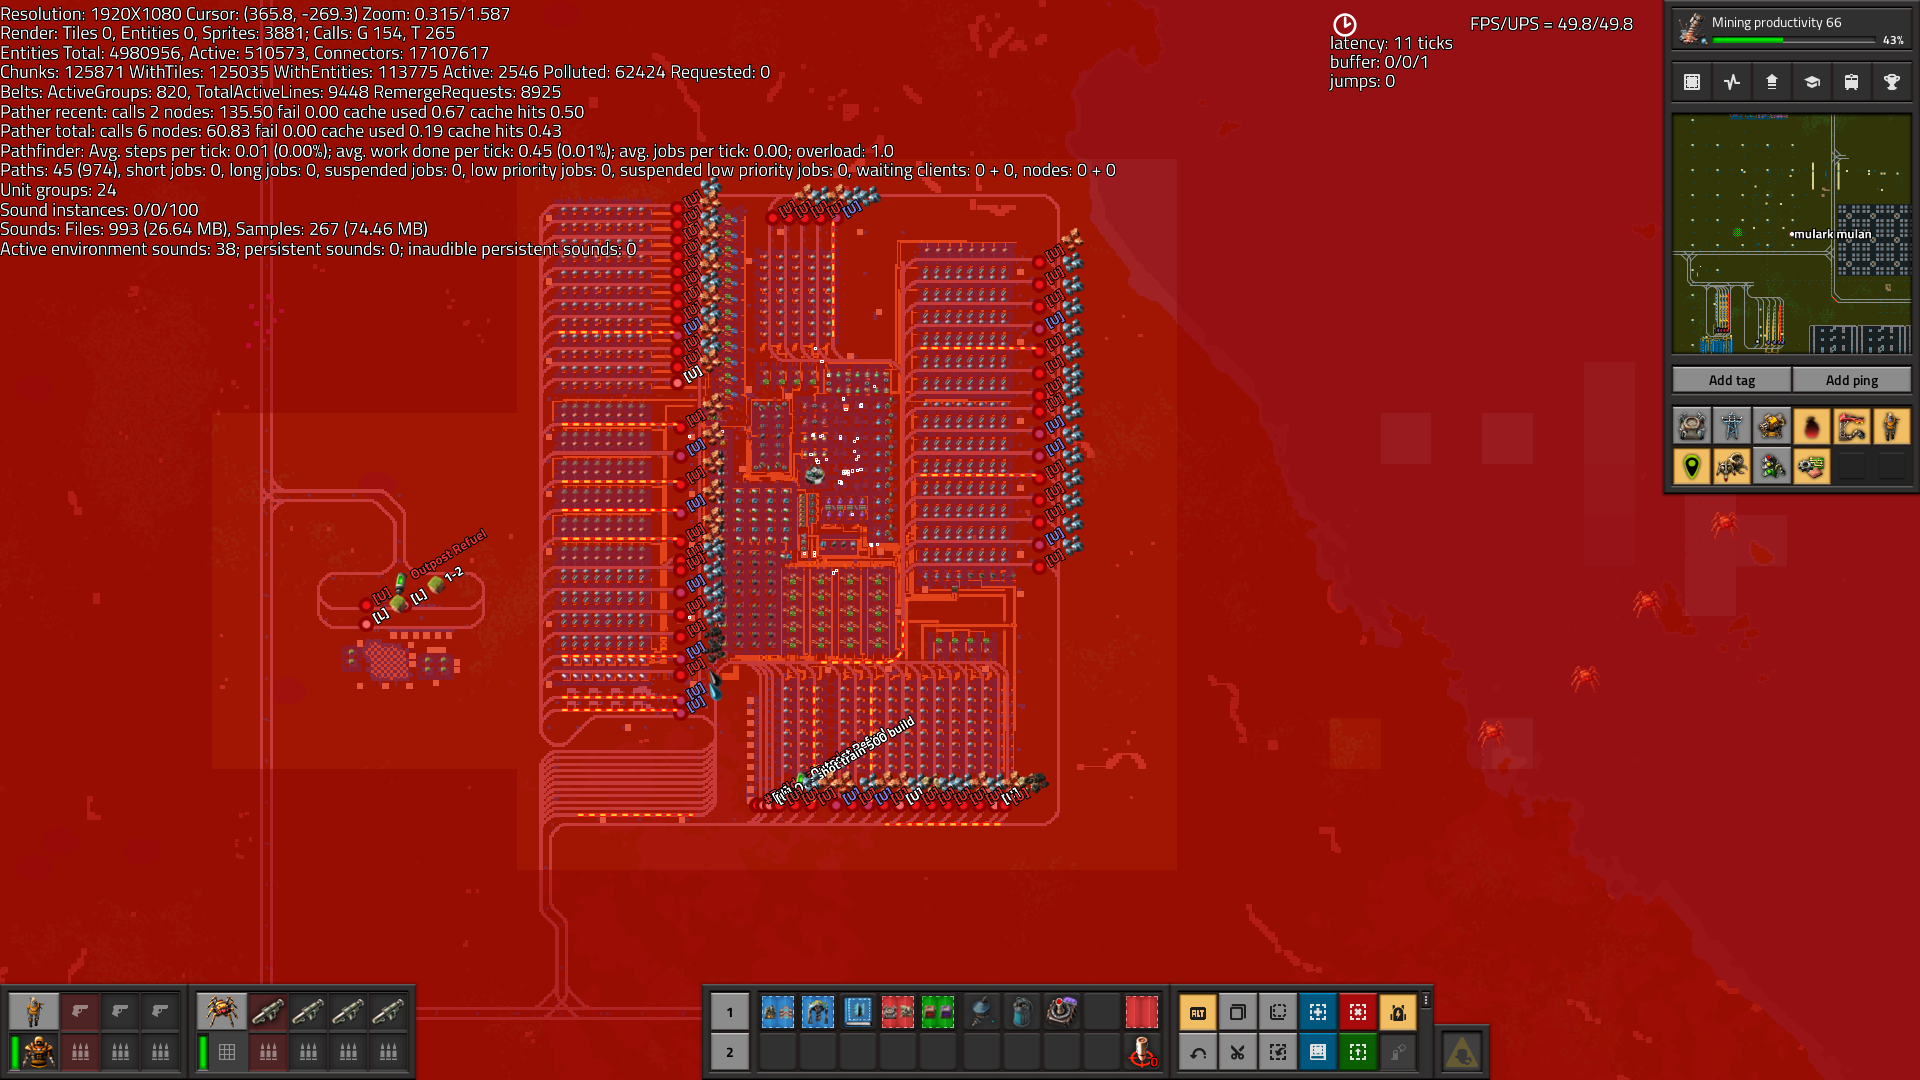 Resolution: 1920X1080 Cursor: (365.8, -269.3) Zoom: 0.315/1.587
Render: Tiles 0, Entities 0, Sprites: 3881; Calls: G 154, T 265
Entities Total: 4980956, Active: 510573, Connectors: 17107617
Chunks: 125871 WithTiles: 125035 WithEntities: 113775 Active: 2546 Polluted: 62424 Requested: 0
Belts: ActiveGroups: 820, TotalActiveLines: 9448 RemergeRequests: 8925
Pather recent: calls 2 nodes: 135.50 fail 0.00 cache used 0.67 cache hits 0.50
Pather total: calls 6 nodes: 60.83 fail 0.00 cache used 0.19 cache hits 0.43
Pathfinder: Avg. steps per tick: 0.01 (0.00%); avg. work done per tick: 0.45 (0.01%); avg. jobs per tick: 0.00; overload: 1.0
Paths: 45 (974), short jobs: 0, long jobs: 0, suspended jobs: 0, low priority jobs: 0, suspended low priority jobs: 0, waiting clients: 0 + 0, nodes: 0 + 0
Unit groups: 24
Sound instances: 0/0/100
Sounds: Files: 993 (26.64 MB), Samples: 267 (74.46 MB)
Active environment sounds: 38; persistent sounds: 0; inaudible persistent sounds: 0
latency: 11 ticks
buffer: 0/0/1
jumps: 0
FPS/UPS = 49.8/49.8
Mining productivity 66
43%
mulark mulan
Add tag
Add ping
Outpost Refuel
1-2
[U]
[L]
[L]
Outpost Refuel
shot train 500 build
1
2
ALT
0